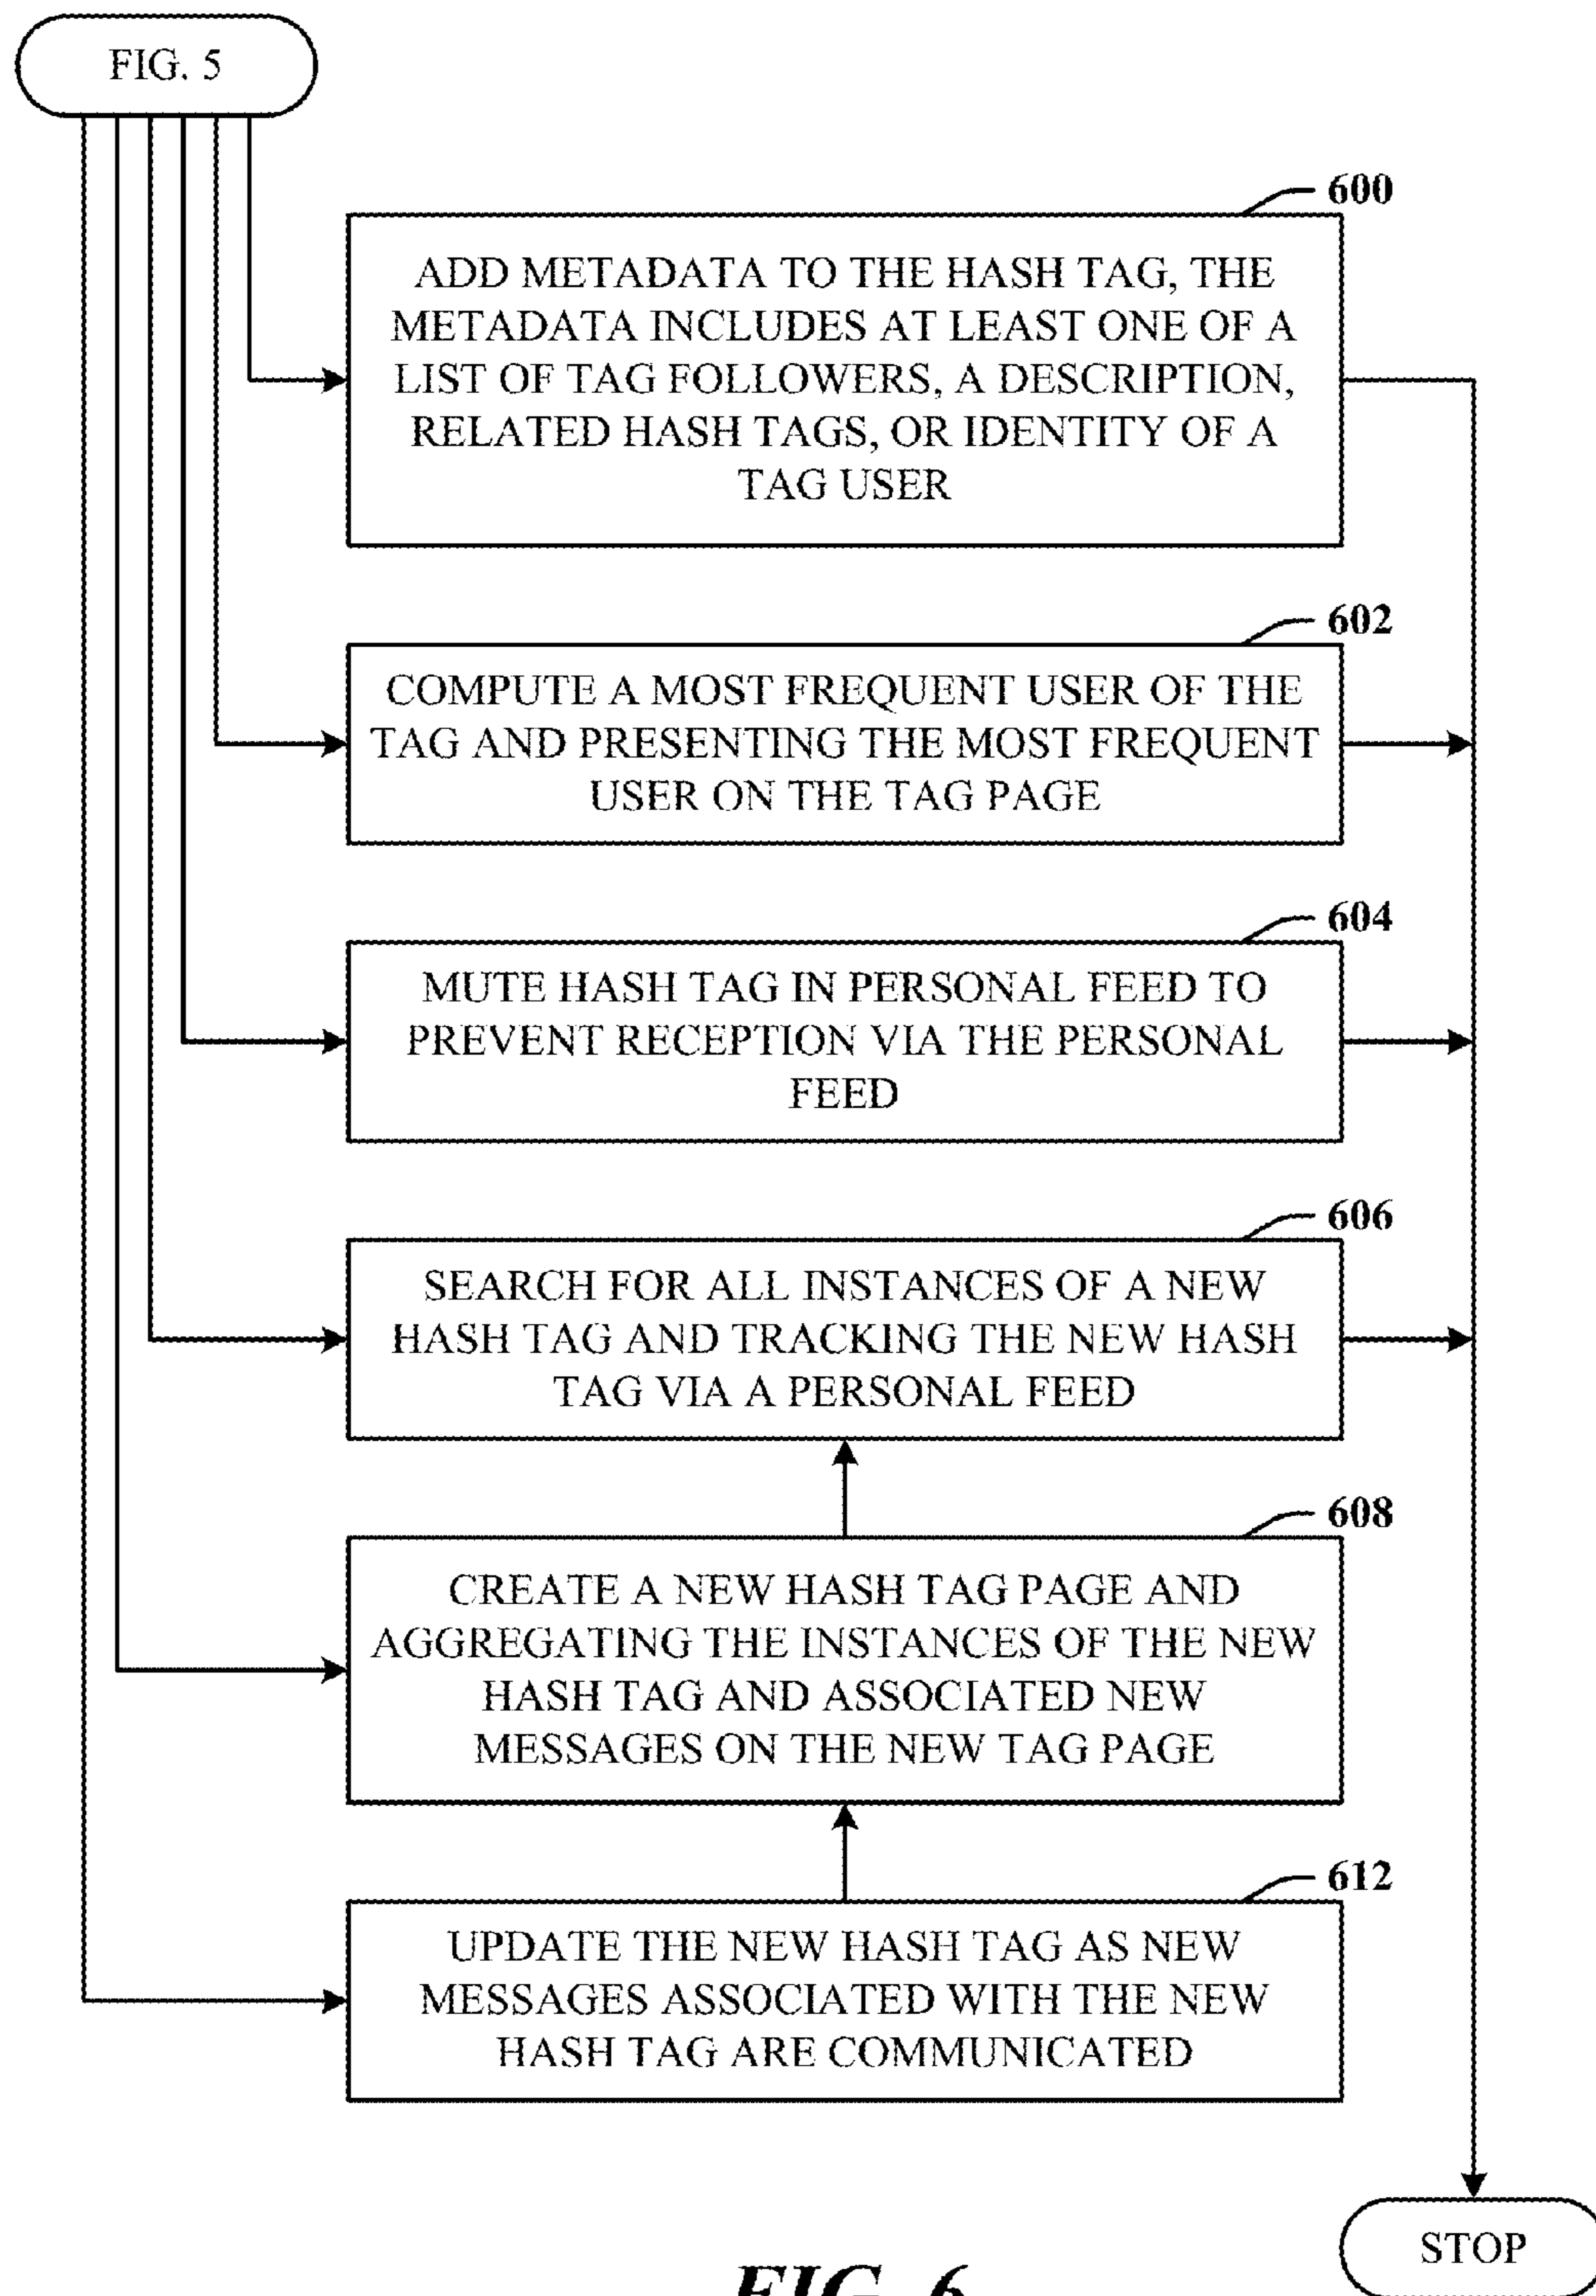 FIG. 5
600
ADD METADATA TO THE HASH TAG, THE
METADATA INCLUDES AT LEAST ONE OF A
LIST OF TAG FOLLOWERS, A DESCRIPTION,
RELATED HASH TAGS, OR IDENTITY OF A
TAG USER
602
COMPUTE A MOST FREQUENT USER OF THE
TAG AND PRESENTING THE MOST FREQUENT
USER ON THE TAG PAGE
604
MUTE HASH TAG IN PERSONAL FEED TO
PREVENT RECEPTION VIA THE PERSONAL
FEED
606
SEARCH FOR ALL INSTANCES OF A NEW
HASH TAG AND TRACKING THE NEW HASH
TAG VIA A PERSONAL FEED
608
CREATE A NEW HASH TAG PAGE AND
AGGREGATING THE INSTANCES OF THE NEW
HASH TAG AND ASSOCIATED NEW
MESSAGES ON THE NEW TAG PAGE
612
UPDATE THE NEW HASH TAG AS NEW
MESSAGES ASSOCIATED WITH THE NEW
HASH TAG ARE COMMUNICATED
STOP
FIG. 6